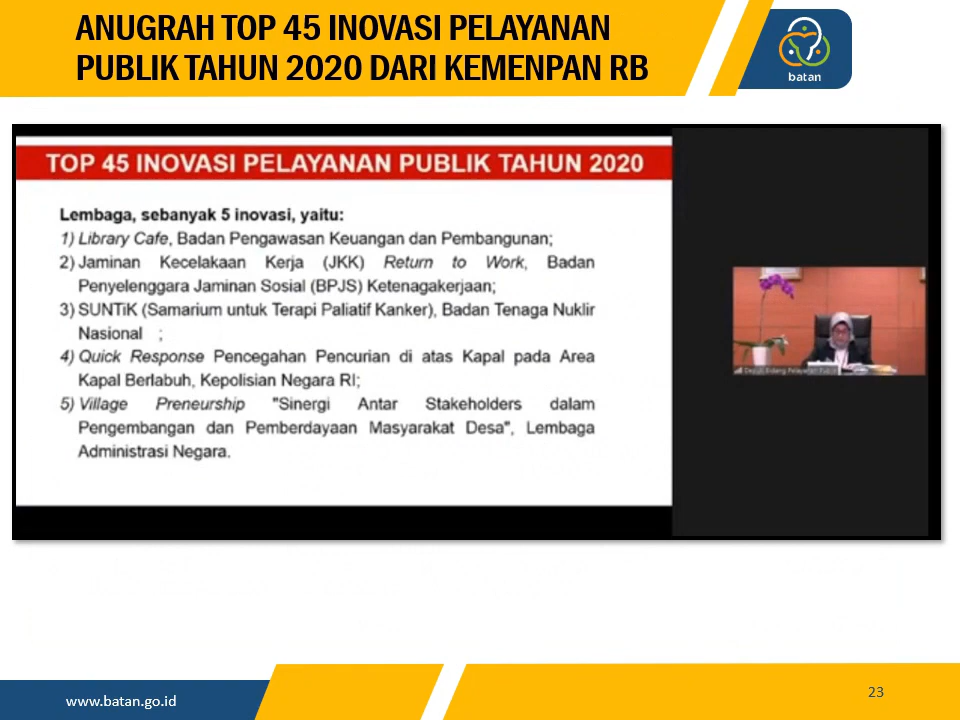 ANUGRAH TOP 45 INOVASI PELAYANAN
PUBLIK TAHUN 2020 DARI KEMENPAN RB
batan
TOP 45 INOVASI PELAYANAN PUBLIK TAHUN 2020
Lembaga, sebanyak 5 inovasi, yaitu:
1) Library Cafe, Badan Pengawasan Keuangan dan Pembangunan;
2) Jaminan Kecelakaan Kerja (JKK) Return to Work, Badan
Penyelenggara Jaminan Sosial (BPJS) Ketenagakerjaan;
3) SUNTiK (Samarium untuk Terapi Paliatif Kanker), Badan Tenaga Nuklir
Nasional ;
4) Quick Response Pencegahan Pencurian di atas Kapal pada Area
Kapal Berlabuh, Kepolisian Negara RI;
5) Village Preneurship "Sinergi Antar Stakeholders dalam
Pengembangan dan Pemberdayaan Masyarakat Desa", Lembaga
Administrasi Negara.
Bidang Pelayanan
www.batan.go.id
23